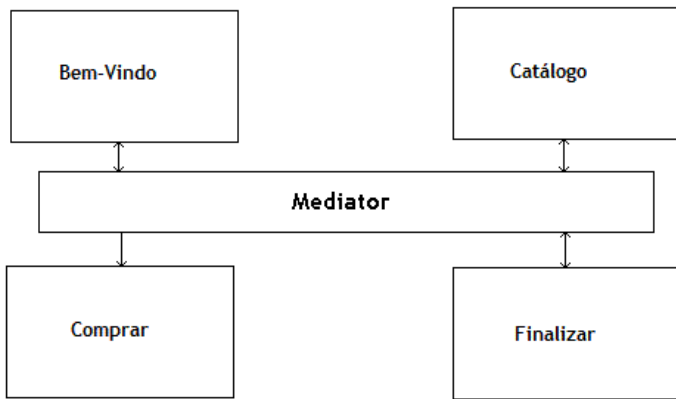 Bem-Vindo
Catálogo
Mediator
Comprar
Finalizar